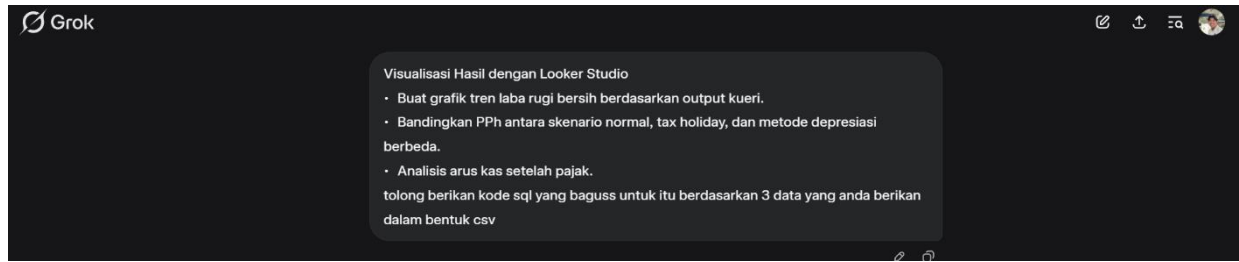 Grok
Visualisasi Hasil dengan Looker Studio
• Buat grafik tren laba rugi bersih berdasarkan output kueri.
• Bandingkan PPh antara skenario normal, tax holiday, dan metode depresiasi
berbeda.
• Analisis arus kas setelah pajak.
tolong berikan kode sql yang baguss untuk itu berdasarkan 3 data yang anda berikan
dalam bentuk csv